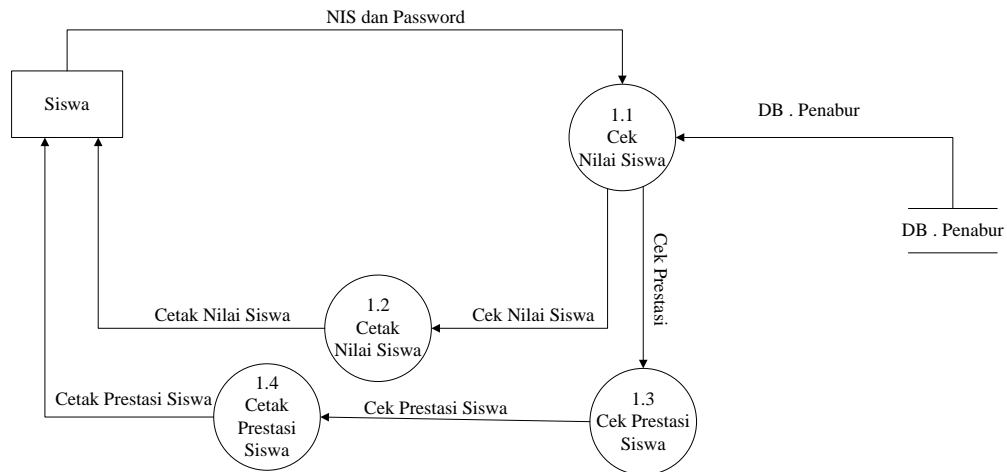 NIS dan Password
Siswa
1.1
Cek
Nilai Siswa
DB . Penabur
DB . Penabur
Cek Prestasi
1.2
Cetak
Nilai Siswa
Cetak Nilai Siswa
Cek Nilai Siswa
1.4
Cetak
Prestasi
Siswa
Cetak Prestasi Siswa
Cek Prestasi Siswa
1.3
Cek Prestasi
Siswa